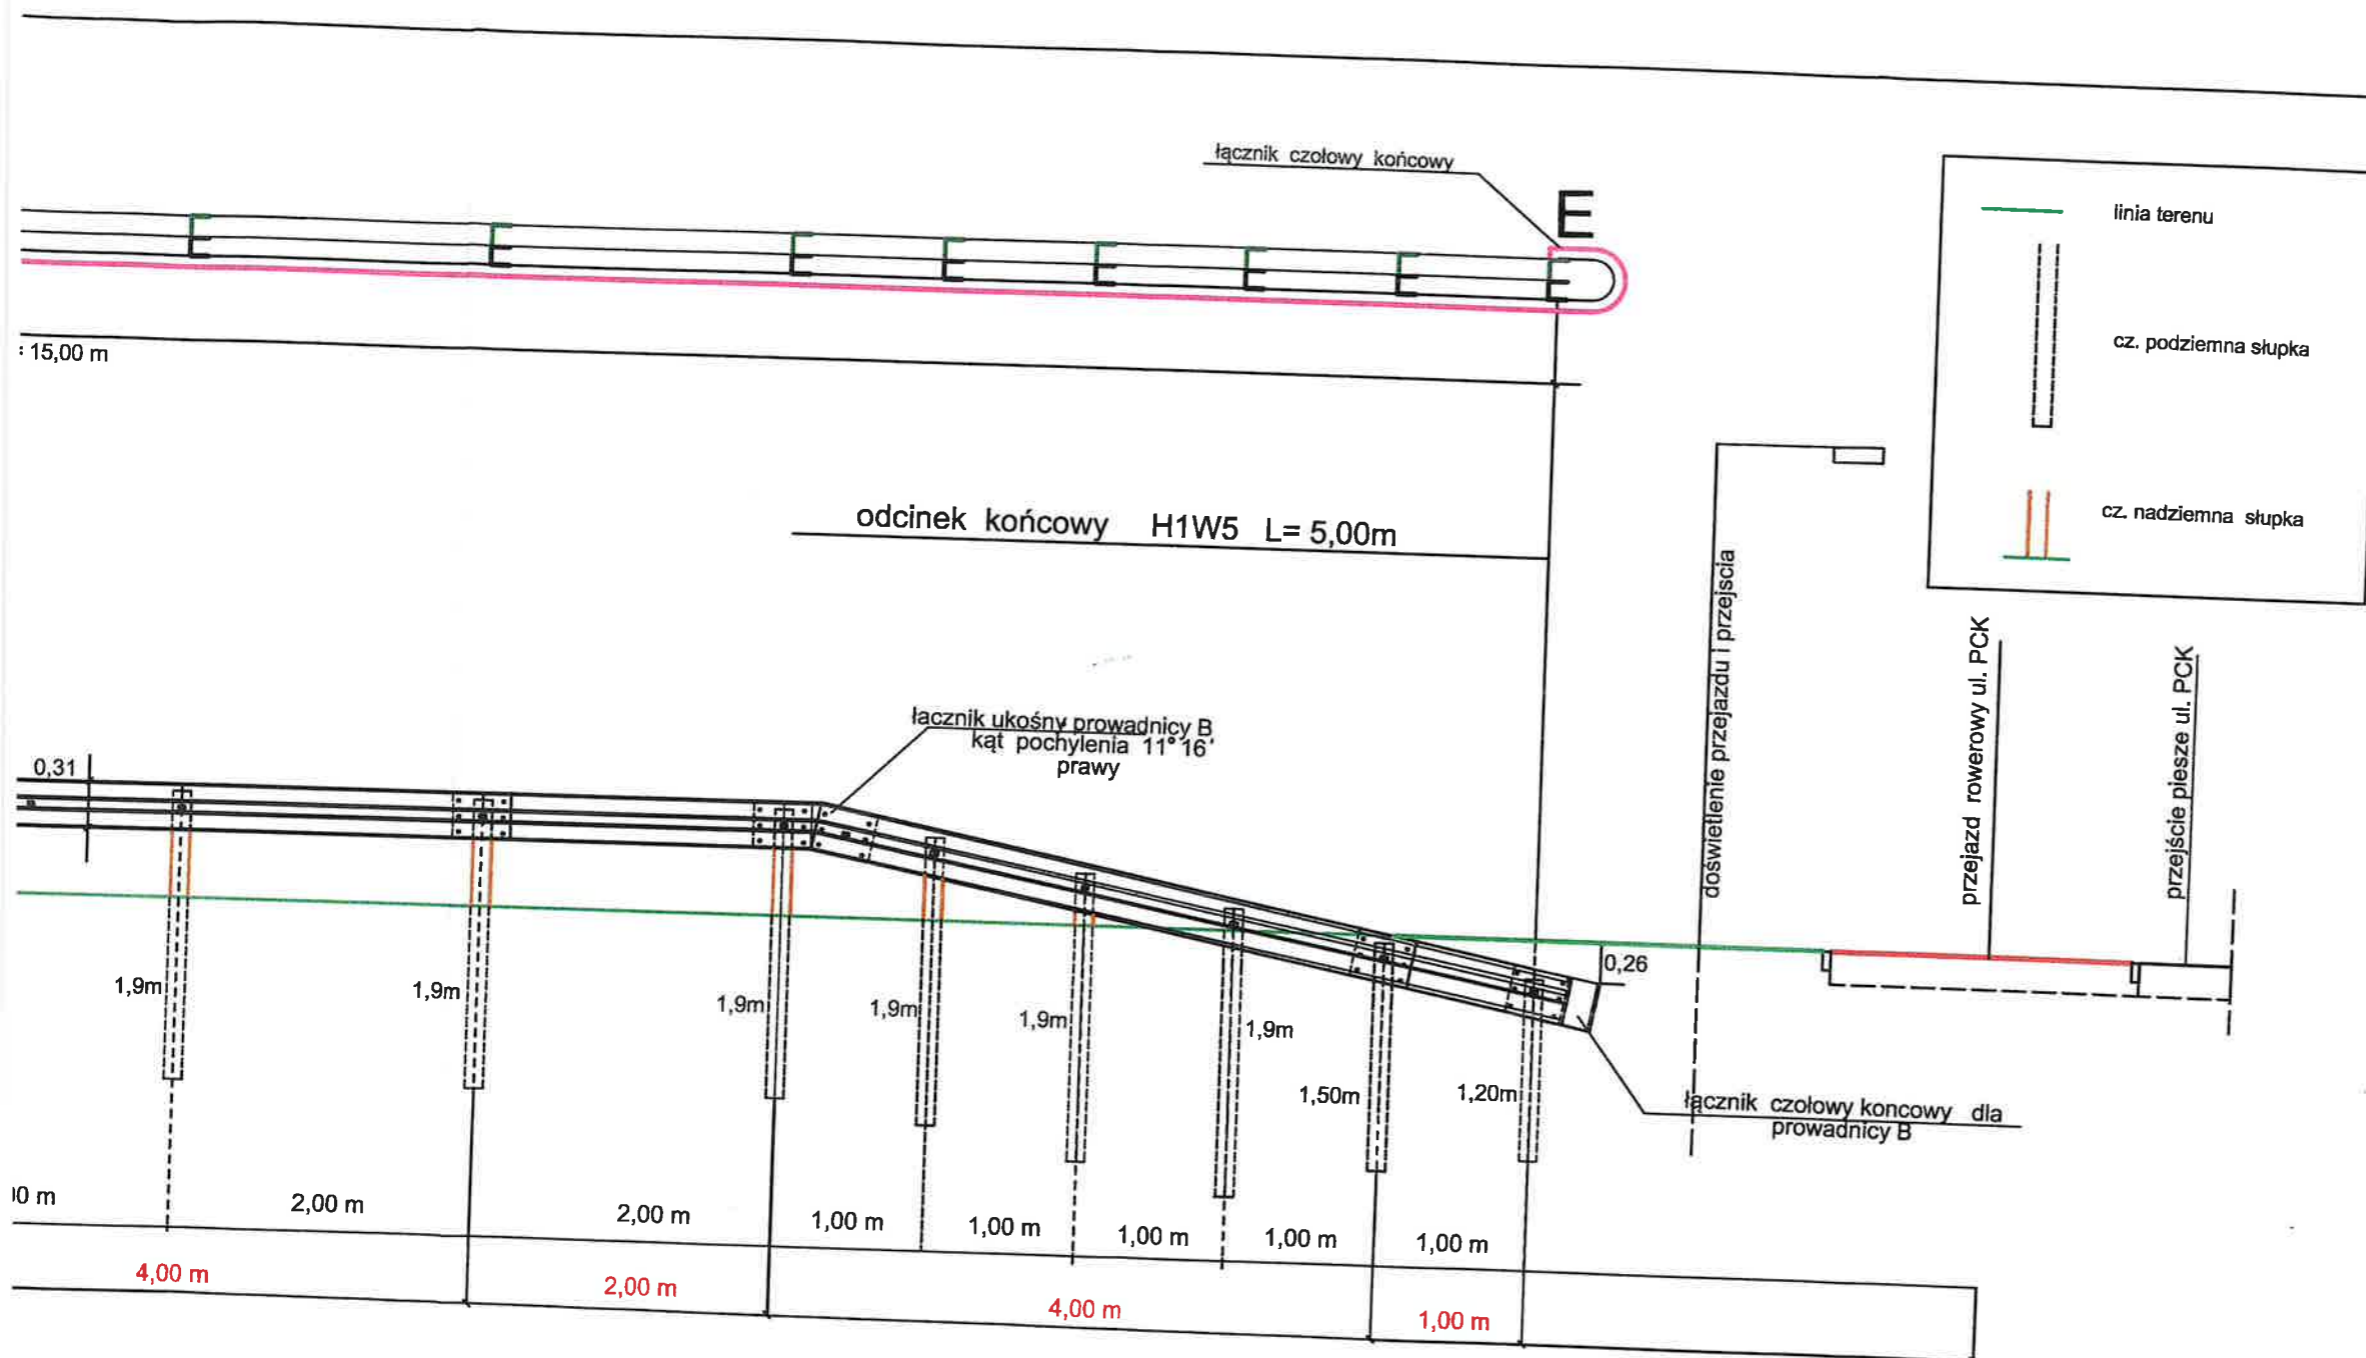 łącznik czołowy końcowy
E
linia terenu
cz. podziemna słupka
cz. nadziemna słupka
: 15,00 m
odcinek końcowy H1W5 L= 5,00m
doświetlenie przejazdu i przejscia
przejazd rowerowy ul. PCK
przejście piesze ul. PCK
łacznik ukośny prowadnicy B
kąt pochylenia 11°16'
prawy
0,31
0,26
1,9m
1,9m
1,9m
1,9m
1,9m
1,9m
1,50m
1,20m
łącznik czołowy koncowy dla
prowadnicy B
00 m
2,00 m
2,00 m
1,00 m
1,00 m
1,00 m
1,00 m
1,00 m
4,00 m
2,00 m
4,00 m
1,00 m